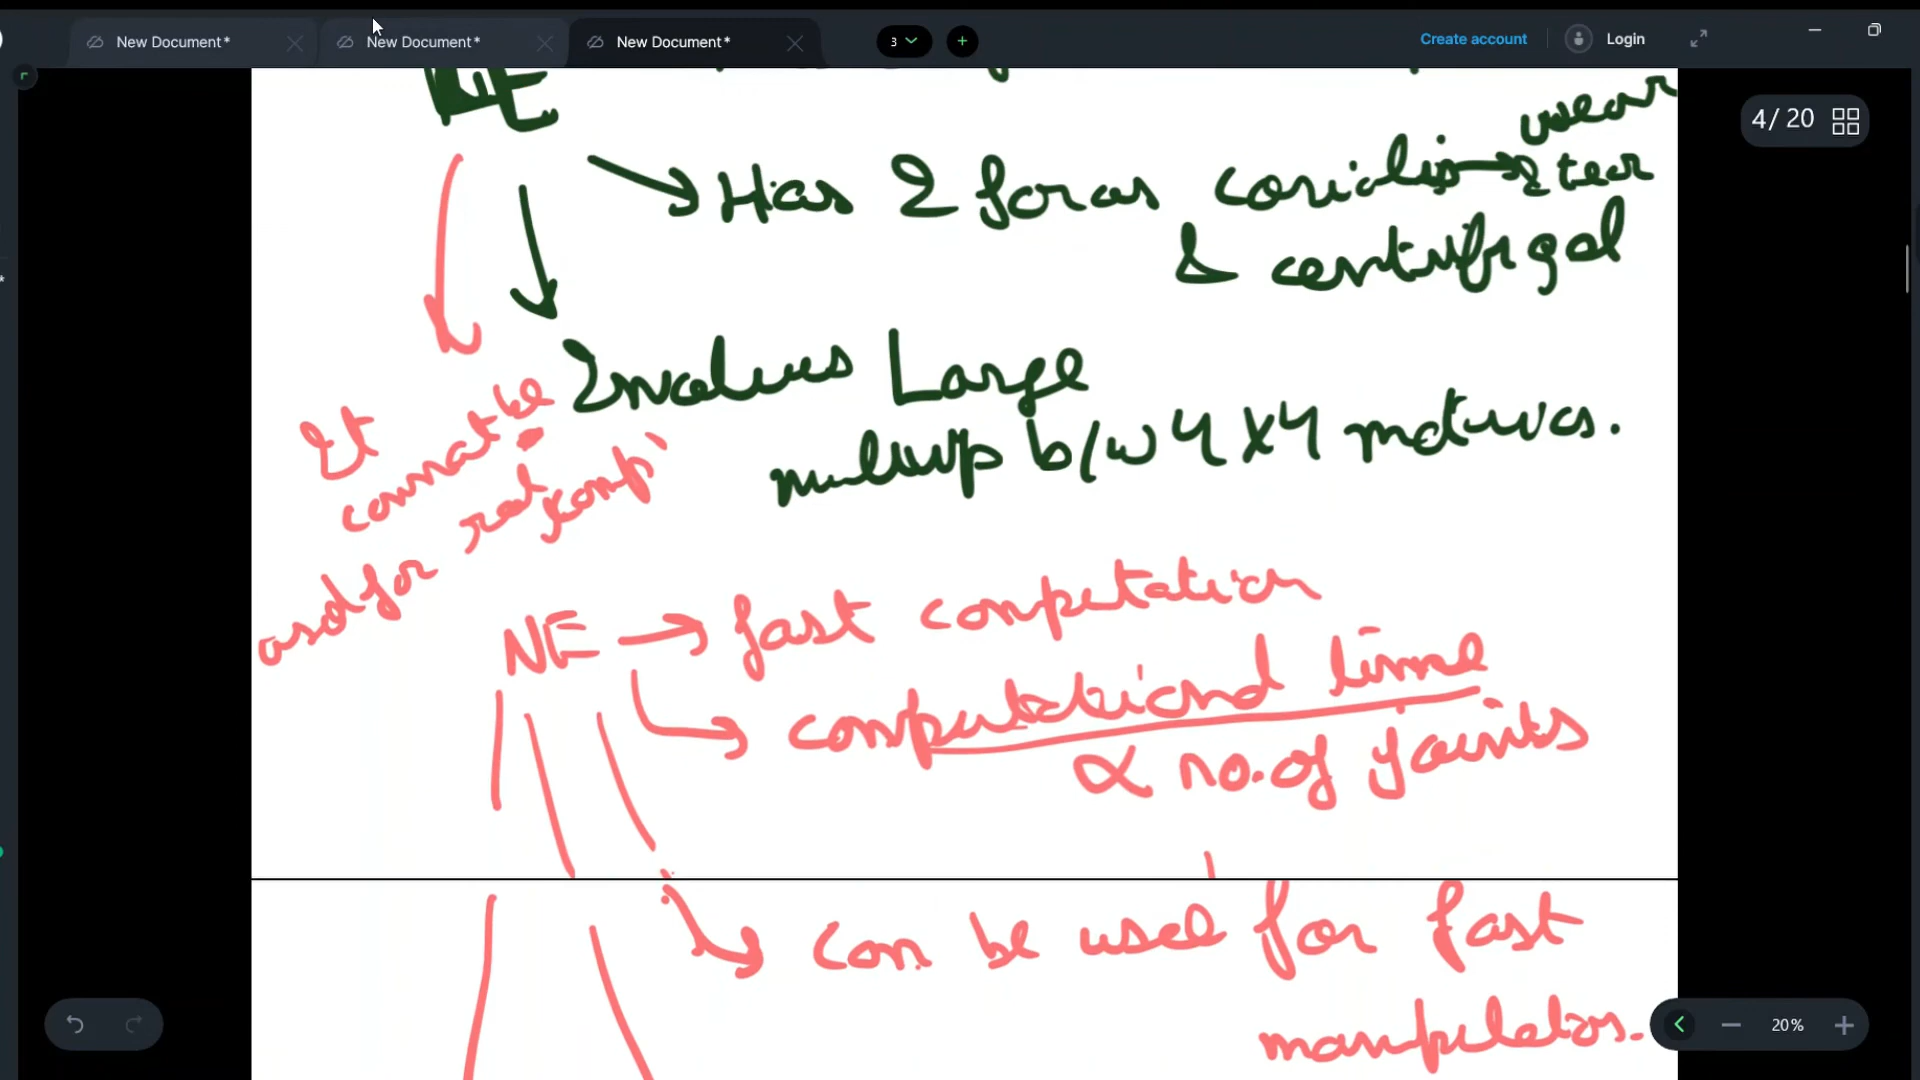 New Document*
New Document*
New Document*
3
Create account
Login
4/ 20
wear
Has 2 forces coriolis → & tear
& centrifugal
Involves Large
multip b/w 4 X 4 matrices.
It
cannot be
used for real comp'
NE → fast computation
computational time
∝ no. of joints
can be used for fast
manipulators.
20%